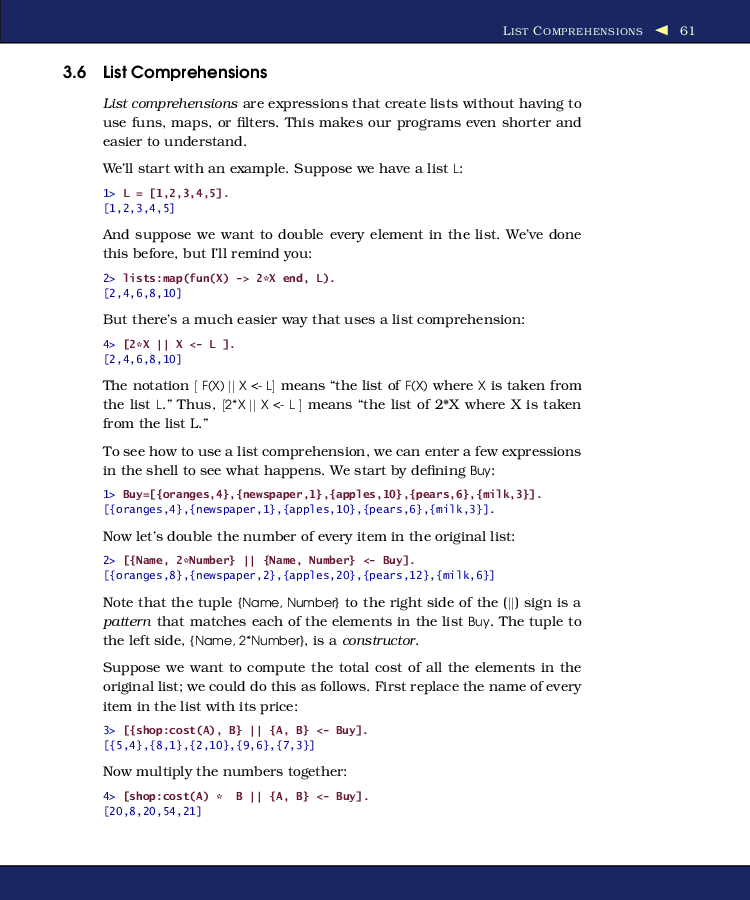 LIST COMPREHENSIONS ◀ 61
3.6 List Comprehensions
List comprehensions are expressions that create lists without having to
use funs, maps, or filters. This makes our programs even shorter and
easier to understand.
We'll start with an example. Suppose we have a list L:
1> L = [1,2,3,4,5].
[1,2,3,4,5]
And suppose we want to double every element in the list. We've done
this before, but I'll remind you:
2> lists:map(fun(X) -> 2*X end, L).
[2,4,6,8,10]
But there's a much easier way that uses a list comprehension:
4> [2*X || X <- L ].
[2,4,6,8,10]
The notation [ F(X) || X <- L] means “the list of F(X) where X is taken from
the list L.” Thus, [2*X || X <- L ] means “the list of 2*X where X is taken
from the list L.”
To see how to use a list comprehension, we can enter a few expressions
in the shell to see what happens. We start by defining Buy:
1> Buy=[{oranges,4},{newspaper,1},{apples,10},{pears,6},{milk,3}].
[{oranges,4},{newspaper,1},{apples,10},{pears,6},{milk,3}].
Now let's double the number of every item in the original list:
2> [{Name, 2*Number} || {Name, Number} <- Buy].
[{oranges,8},{newspaper,2},{apples,20},{pears,12},{milk,6}]
Note that the tuple {Name, Number} to the right side of the (||) sign is a
pattern that matches each of the elements in the list Buy. The tuple to
the left side, {Name, 2*Number}, is a constructor.
Suppose we want to compute the total cost of all the elements in the
original list; we could do this as follows. First replace the name of every
item in the list with its price:
3> [{shop:cost(A), B} || {A, B} <- Buy].
[{5,4},{8,1},{2,10},{9,6},{7,3}]
Now multiply the numbers together:
4> [shop:cost(A) * B || {A, B} <- Buy].
[20,8,20,54,21]